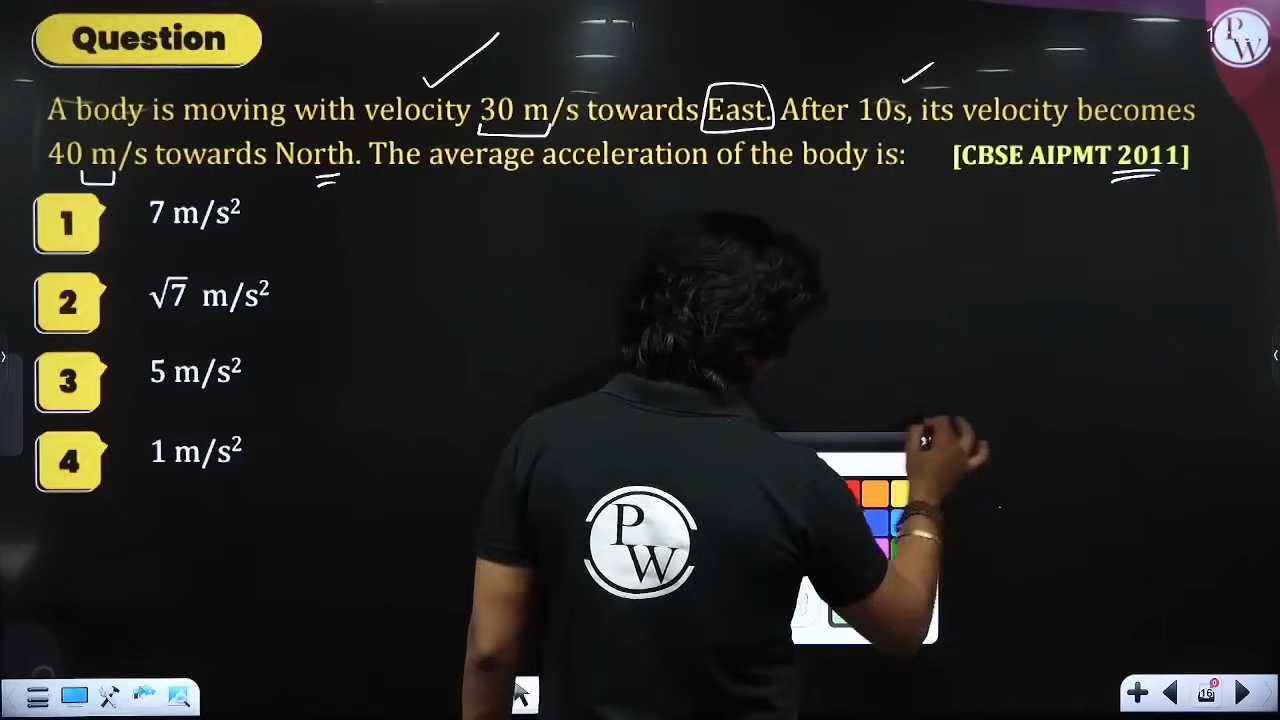 Question
A body is moving with velocity 30 m/s towards East. After 10s, its velocity becomes
40 m/s towards North. The average acceleration of the body is: [CBSE AIPMT 2011]
1 7 m/s²
2 √7 m/s²
3 5 m/s²
4 1 m/s²
P
W
P
W
16
0